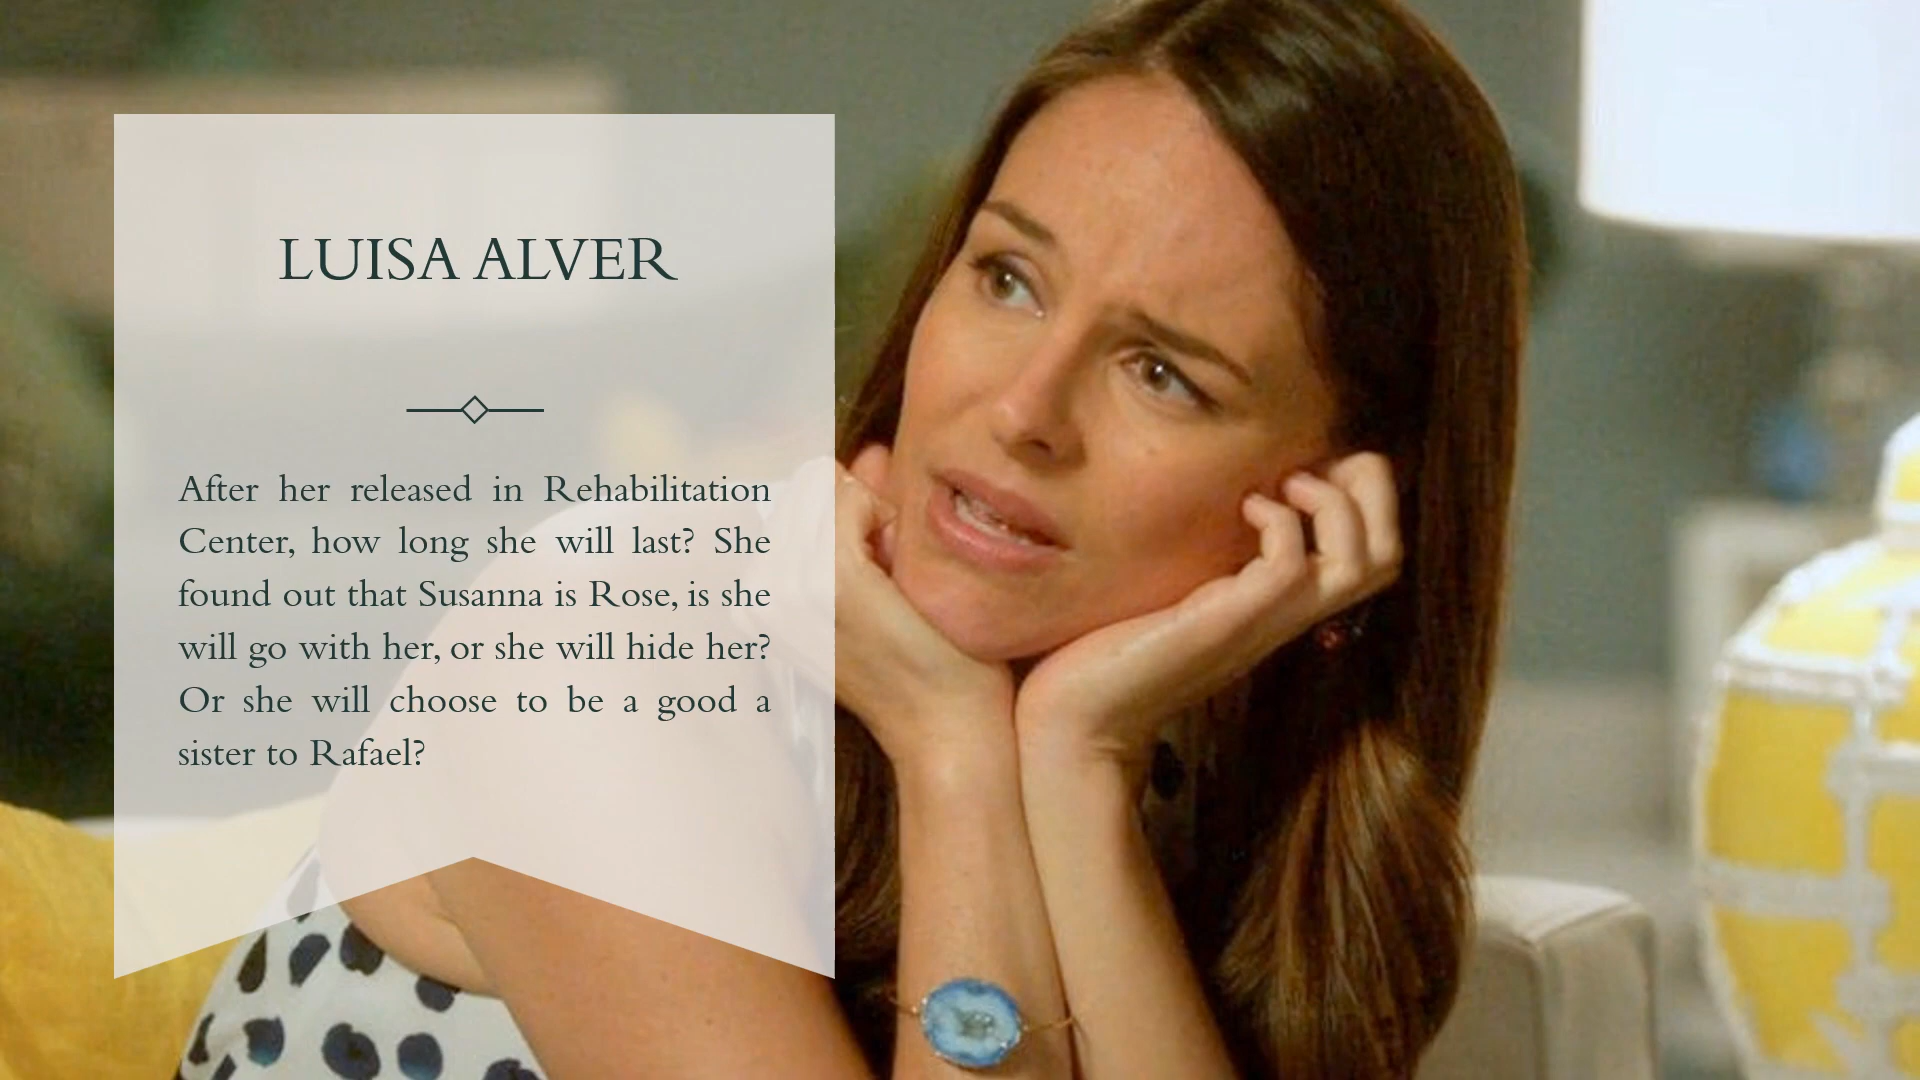 LUISA ALVER
After her released in Rehabilitation
Center, how long she will last? She
found out that Susanna is Rose, is she
will go with her, or she will hide her?
Or she will choose to be a good a
sister to Rafael?